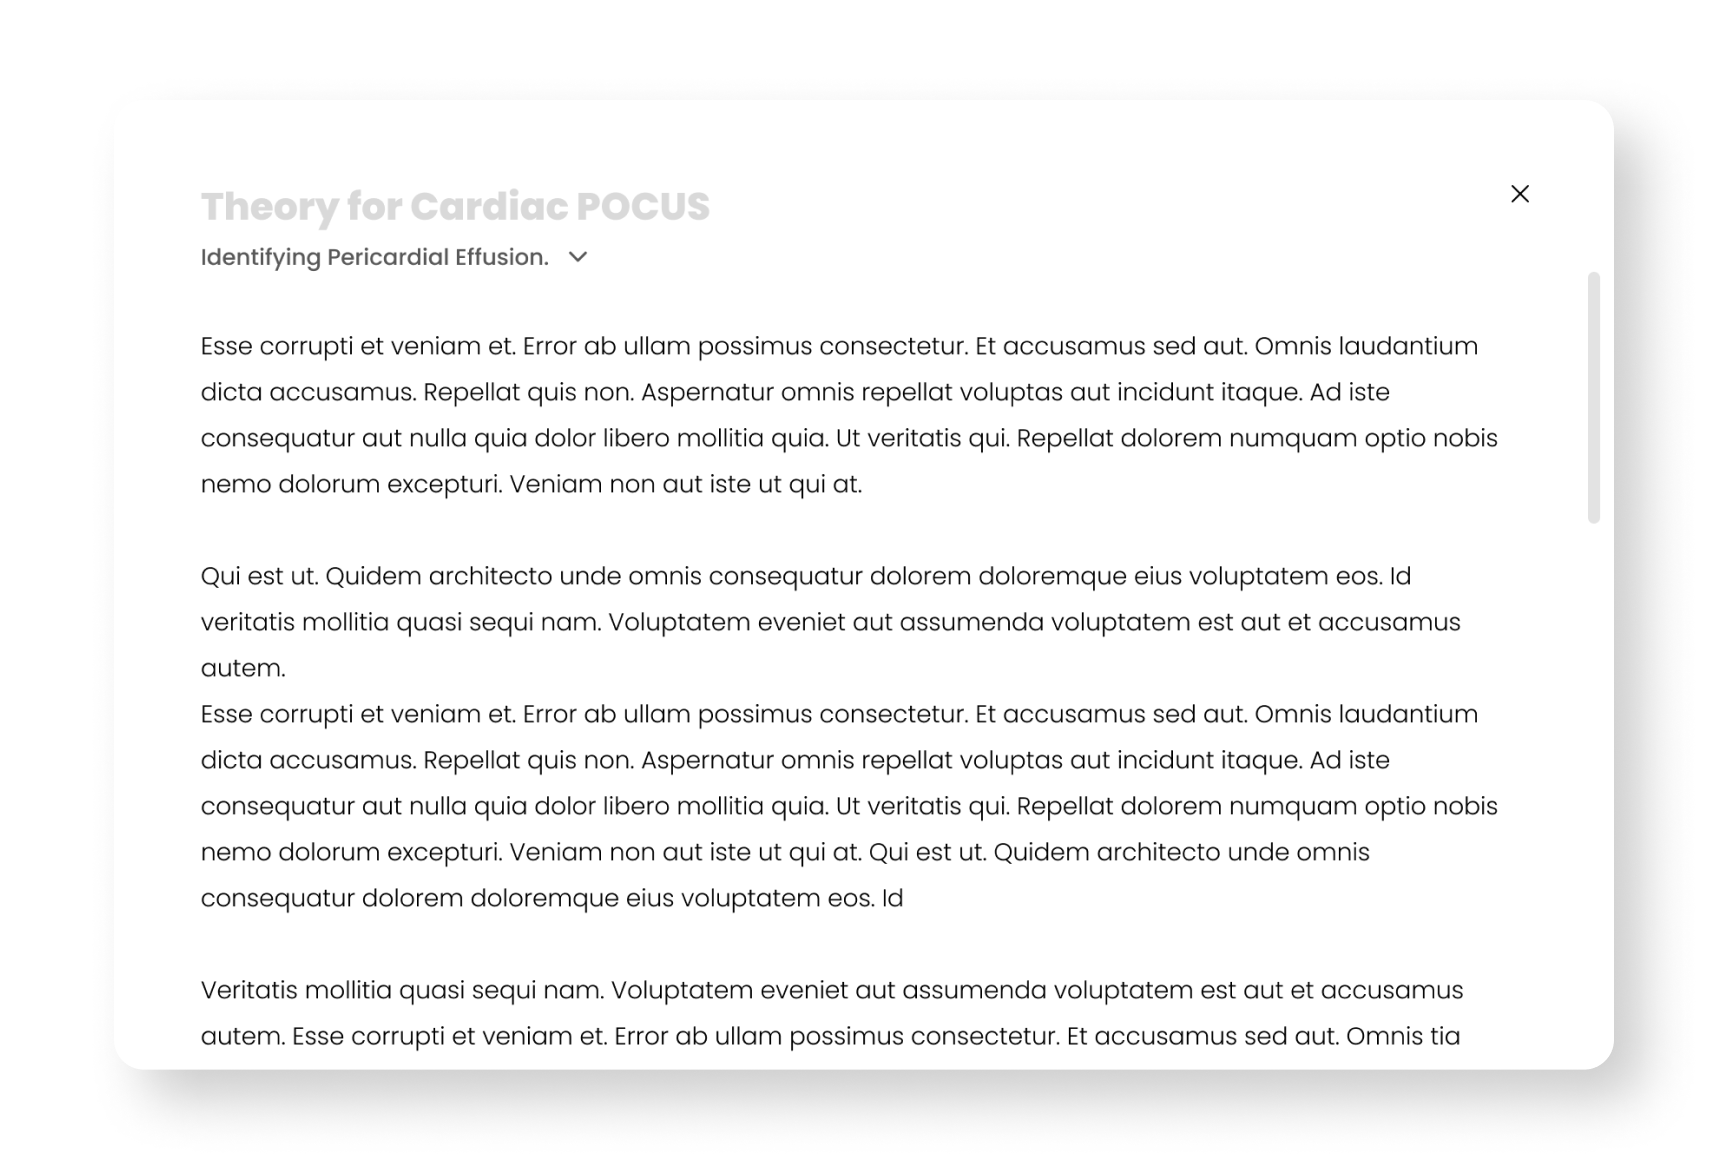 Theory for Cardiac POCUS
Identifying Pericardial Effusion.
Esse corrupti et veniam et. Error ab ullam possimus consectetur. Et accusamus sed aut. Omnis laudantium
dicta accusamus. Repellat quis non. Aspernatur omnis repellat voluptas aut incidunt itaque. Ad iste
consequatur aut nulla quia dolor libero mollitia quia. Ut veritatis qui. Repellat dolorem numquam optio nobis
nemo dolorum excepturi. Veniam non aut iste ut qui at.
Qui est ut. Quidem architecto unde omnis consequatur dolorem doloremque eius voluptatem eos. Id
veritatis mollitia quasi sequi nam. Voluptatem eveniet aut assumenda voluptatem est aut et accusamus
autem.
Esse corrupti et veniam et. Error ab ullam possimus consectetur. Et accusamus sed aut. Omnis laudantium
dicta accusamus. Repellat quis non. Aspernatur omnis repellat voluptas aut incidunt itaque. Ad iste
consequatur aut nulla quia dolor libero mollitia quia. Ut veritatis qui. Repellat dolorem numquam optio nobis
nemo dolorum excepturi. Veniam non aut iste ut qui at. Qui est ut. Quidem architecto unde omnis
consequatur dolorem doloremque eius voluptatem eos. Id
Veritatis mollitia quasi sequi nam. Voluptatem eveniet aut assumenda voluptatem est aut et accusamus
autem. Esse corrupti et veniam et. Error ab ullam possimus consectetur. Et accusamus sed aut. Omnis tia